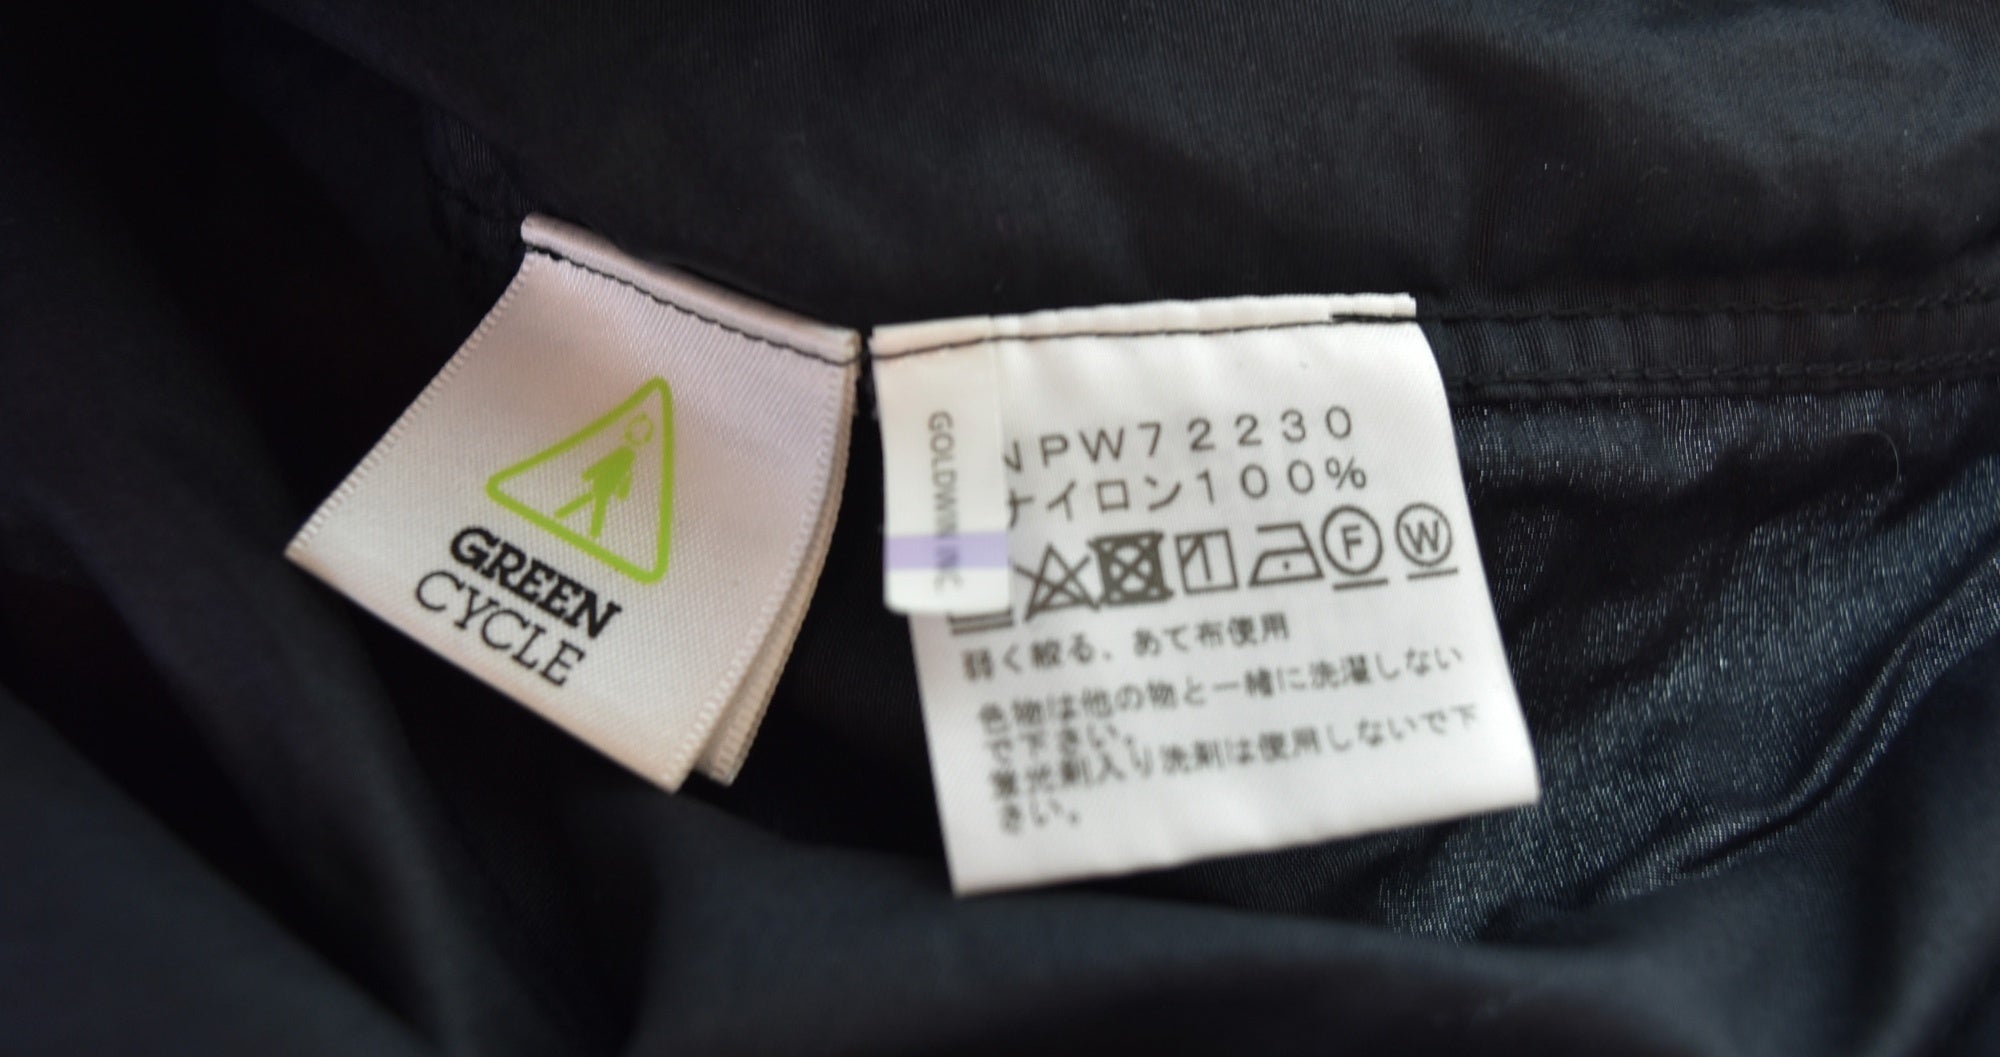 GREEN
CYCLE
GOLDWIN INC
NPW72230
ナイロン100%
F
W
弱く絞る、あて布使用
色物は他の物と一緒に洗濯しない
で下さい。
蛍光剤入り洗剤は使用しないで下
さい。